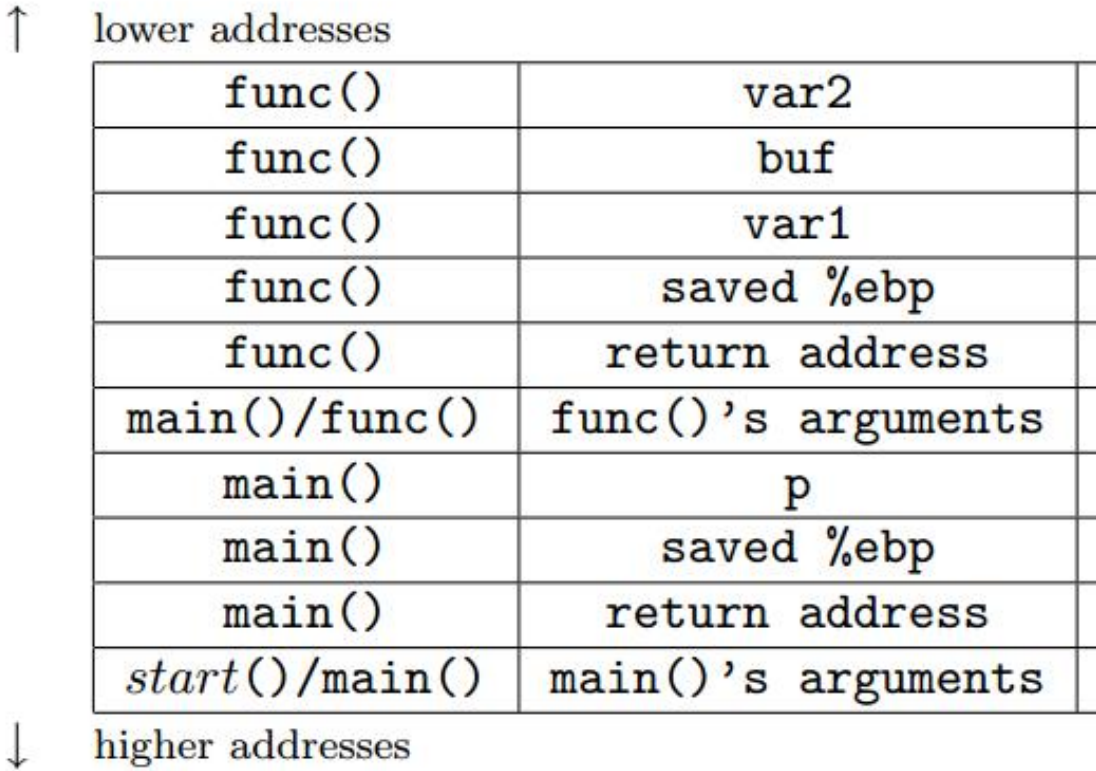 ↑ lower addresses
func() var2
func() buf
func() var1
func() saved %ebp
func() return address
main()/func() func()'s arguments
main() p
main() saved %ebp
main() return address
start()/main() main()'s arguments
↓ higher addresses